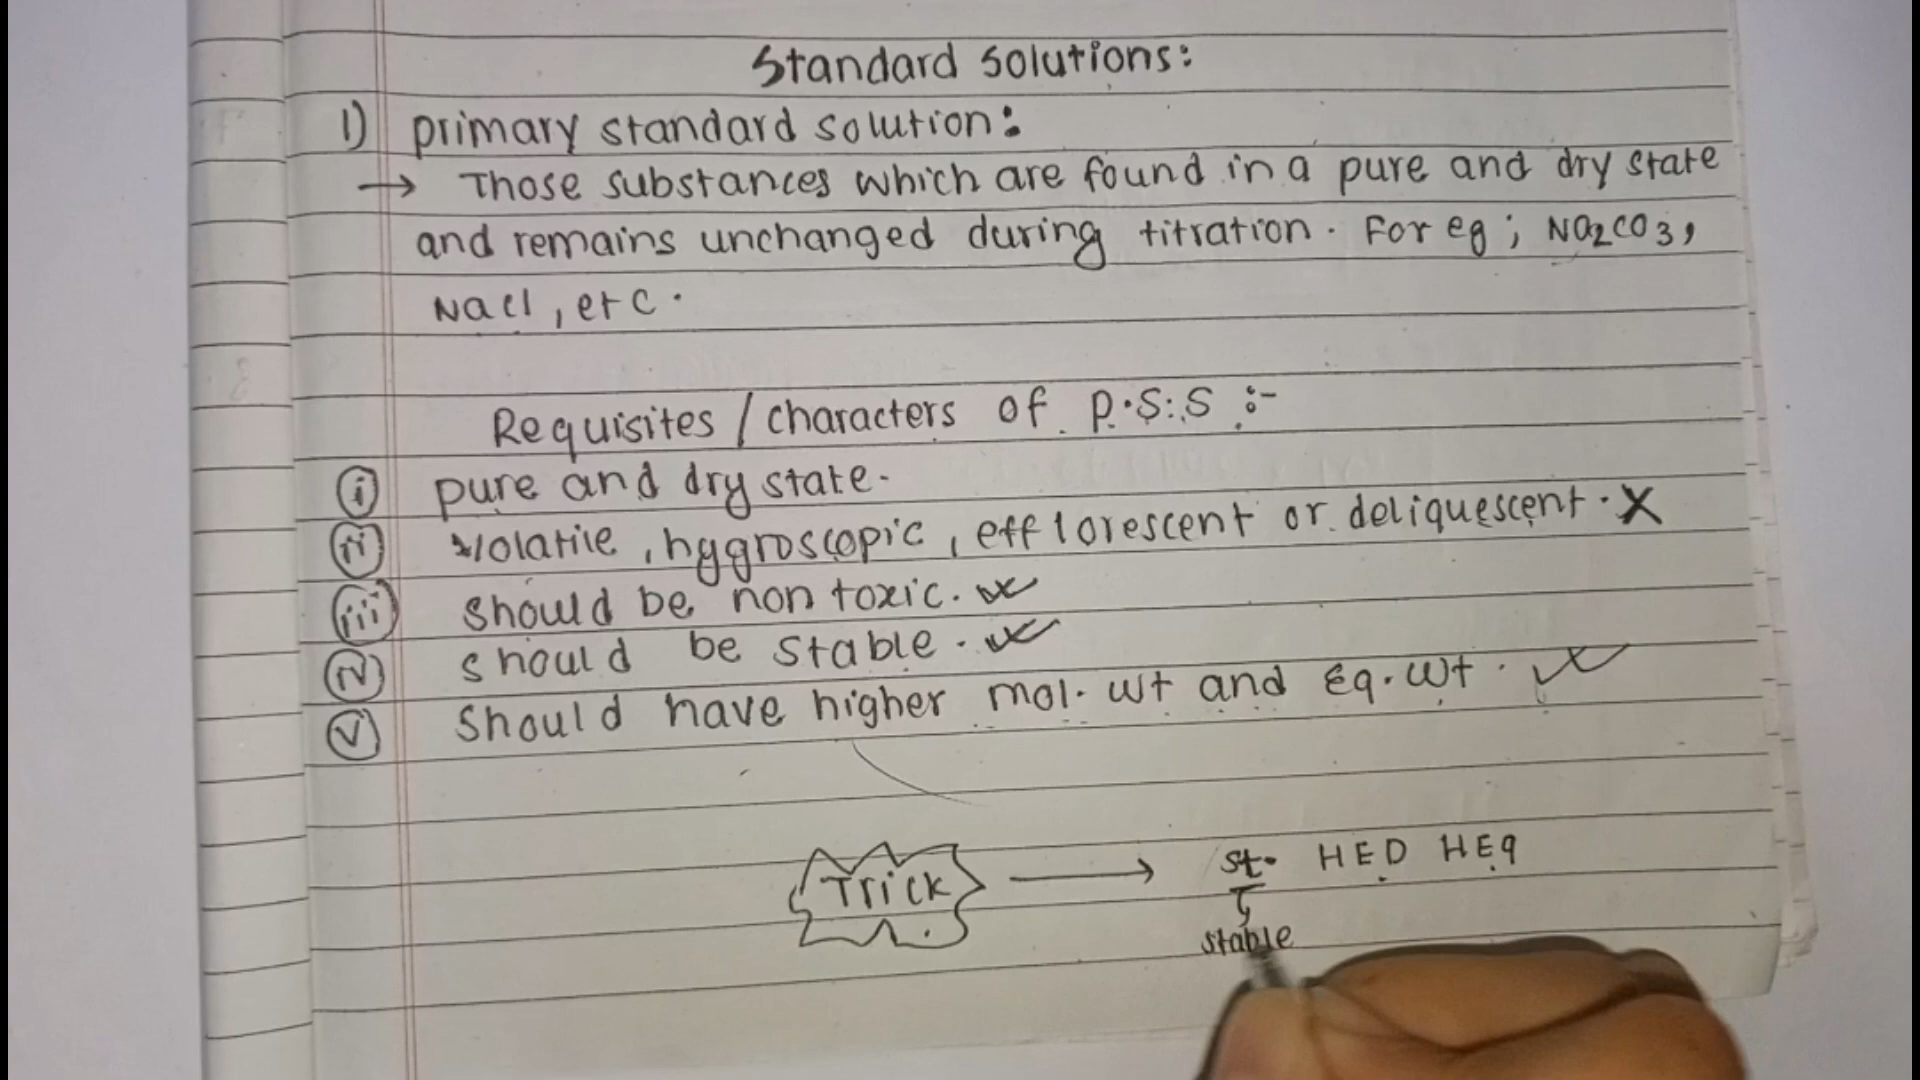 Standard Solutions:
1) primary standard solution:
→ Those substances which are found in a pure and dry state
and remains unchanged during titration. For eg; Na2CO3,
NaCl, etc.
Requisites / characters of P.S.S :-
(i) pure and dry state.
(ii) volatile, hygroscopic, efflorescent or deliquescent. X
(iii) should be non toxic. ✓
(iv) should be stable. ✓
(v) Should have higher mol. wt and Eq. wt. ✓
Trick → St. HED HEq
stable